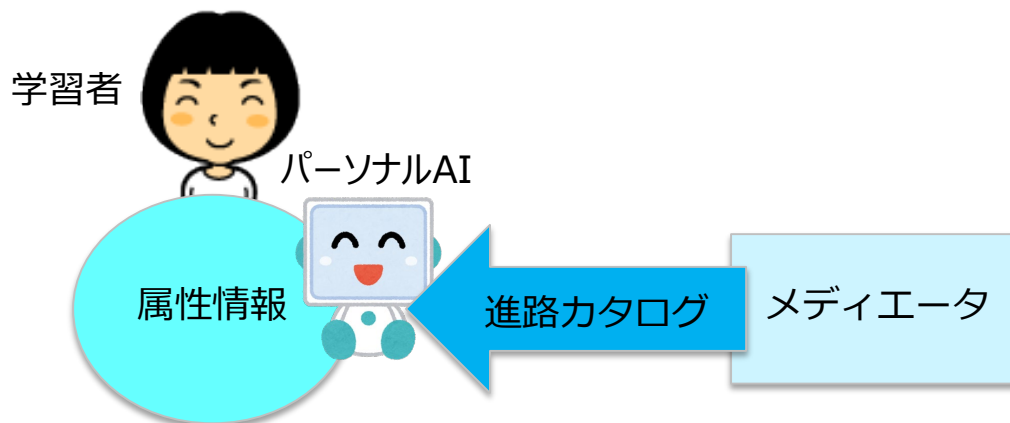 学習者
パーソナルAI
属性情報
進路カタログ
メディエータ